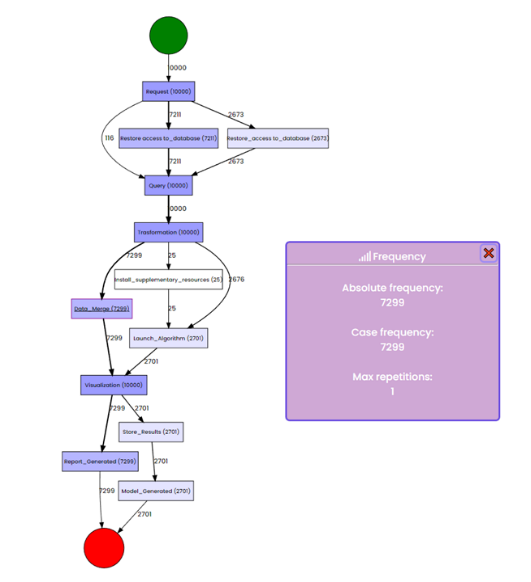 10000
Request (10000)
7211
2673
116
Restore access to_database (7211)
Restore_access to_database (2673)
7211
2673
Query (10000)
10000
Trasformation (10000)
7299
25
2676
Install_supplementary_resources (25)
Data_Merge (7299)
25
Launch_Algorithm (2701)
7299
2701
Visualization (10000)
7299
2701
Store_Results (2701)
Report_Generated (7299)
2701
Model_Generated (2701)
7299
2701
Frequency
Absolute frequency:
7299
Case frequency:
7299
Max repetitions:
1